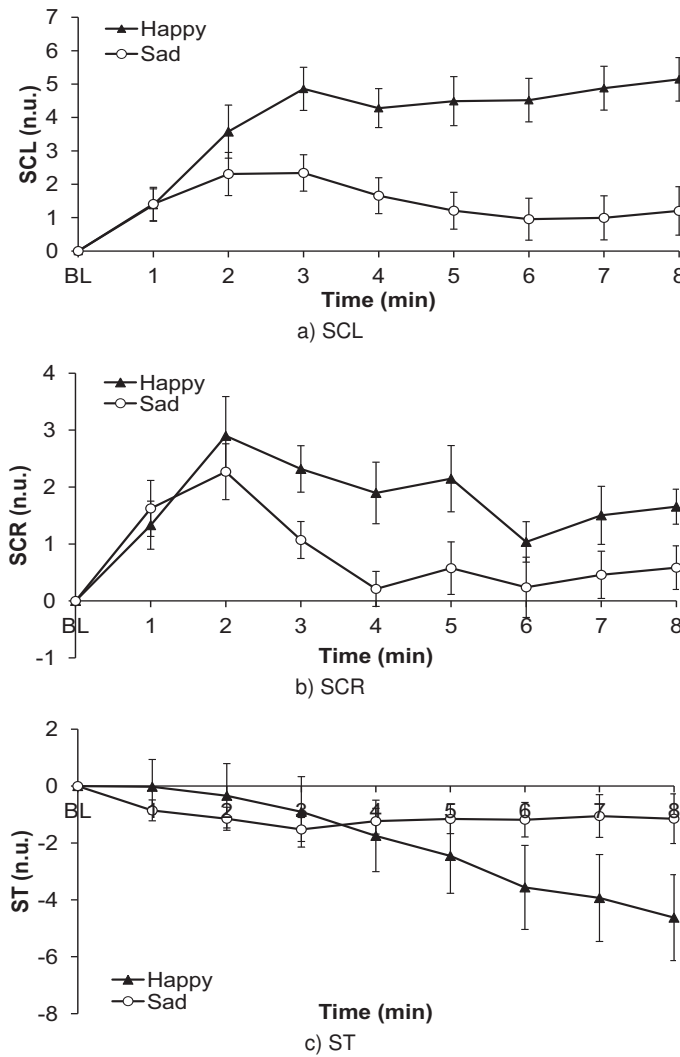 7
6
5
4
3
2
1
0
SCL (n.u.)
Happy
Sad
BL 1 2 3 4 5 6 7 8
Time (min)
a) SCL
4
3
2
1
0
-1
SCR (n.u.)
Happy
Sad
BL 1 2 3 4 5 6 7 8
Time (min)
b) SCR
2
0
-2
-4
-6
-8
ST (n.u.)
BL 1 2 3 4 5 6 7 8
Happy
Sad
Time (min)
c) ST